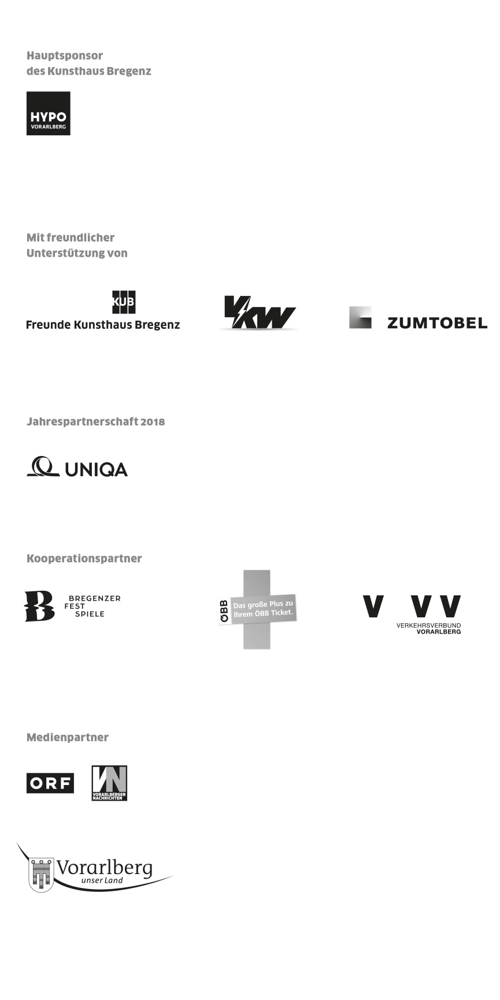 Hauptsponsor
des Kunsthaus Bregenz
HYPO
VORARLBERG
Mit freundlicher
Unterstützung von
KUB
Freunde Kunsthaus Bregenz
VKW
ZUMTOBEL
Jahrespartnerschaft 2018
UNIQA
Kooperationspartner
B
BREGENZER
FEST
SPIELE
ÖBB
Das große Plus zu
Ihrem ÖBB Ticket.
V VV
VERKEHRSVERBUND
VORARLBERG
Medienpartner
ORF
VN
VORARLBERGER
NACHRICHTEN
Vorarlberg
unser Land